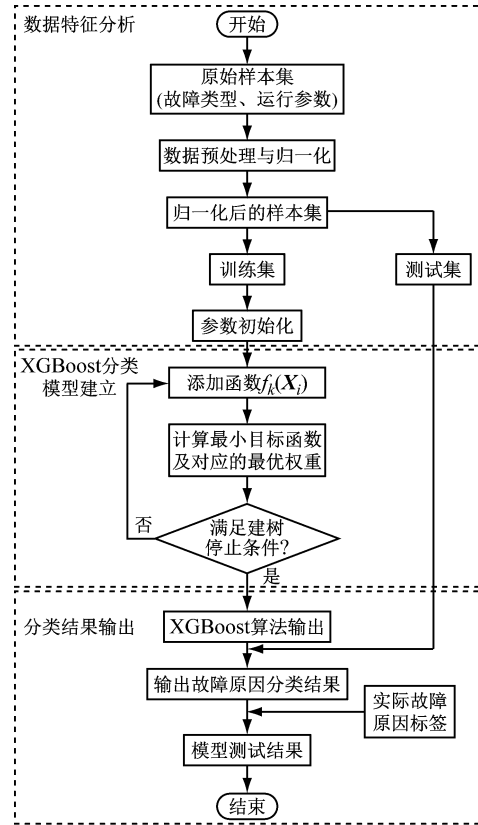 数据特征分析
开始
原始样本集
(故障类型、运行参数)
数据预处理与归一化
归一化后的样本集
训练集
测试集
参数初始化
XGBoost分类
模型建立
添加函数fₖ(Xᵢ)
计算最小目标函数
及对应的最优权重
满足建树
停止条件?
否
是
分类结果输出
XGBoost算法输出
输出故障原因分类结果
实际故障
原因标签
模型测试结果
结束